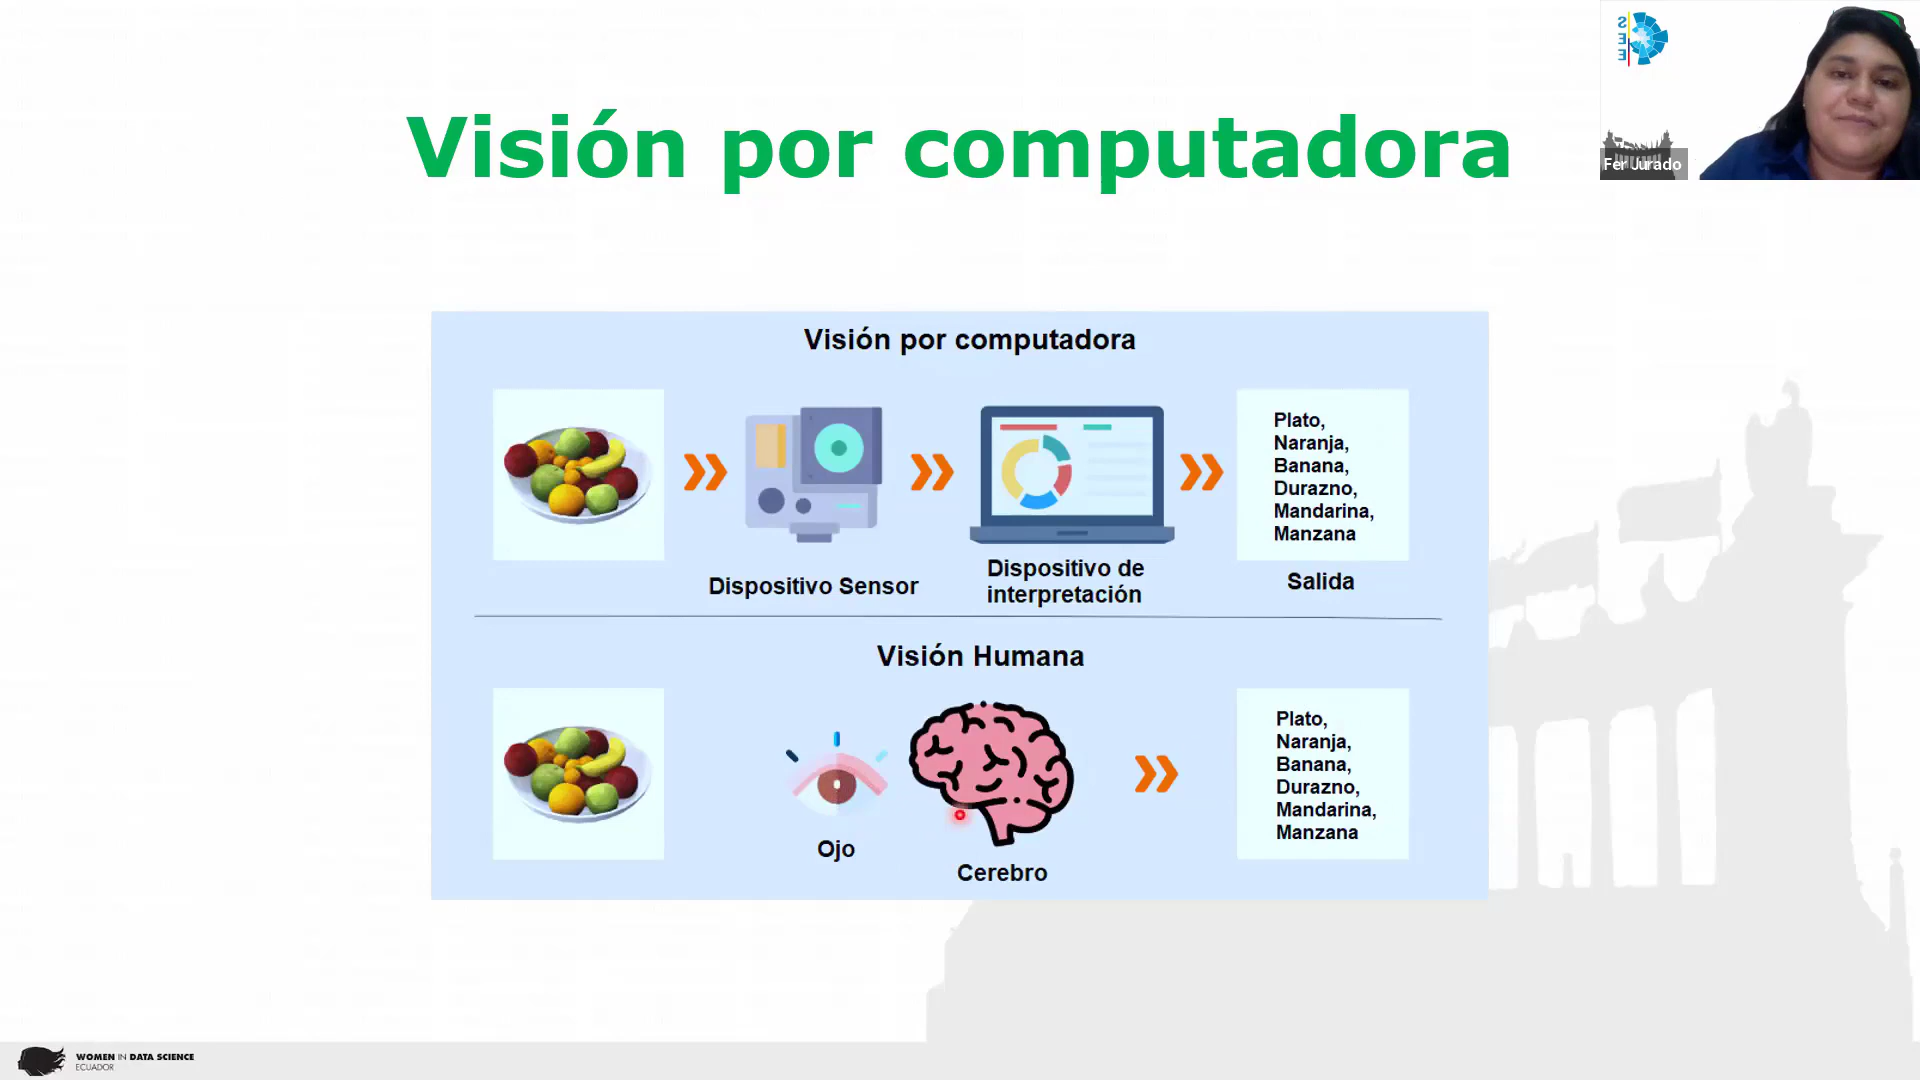 Visión por computadora
SEE
Fer Jurado
Visión por computadora
Plato,
Naranja,
Banana,
Durazno,
Mandarina,
Manzana
Dispositivo Sensor
Dispositivo de
interpretación
Salida
Visión Humana
Plato,
Naranja,
Banana,
Durazno,
Mandarina,
Manzana
Ojo
Cerebro
WOMEN IN DATA SCIENCE
ECUADOR